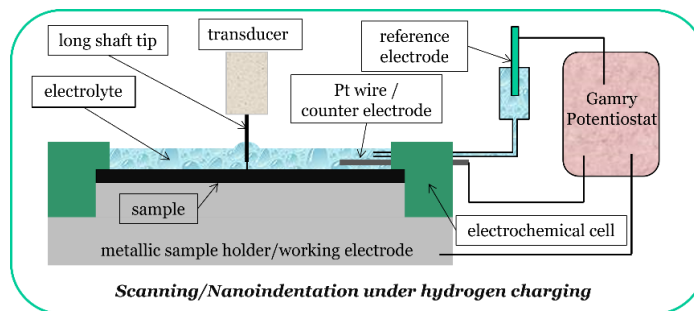 transducer
long shaft tip
reference
electrode
electrolyte
Pt wire /
counter electrode
Gamry
Potentiostat
sample
electrochemical cell
metallic sample holder/working electrode
Scanning/Nanoindentation under hydrogen charging